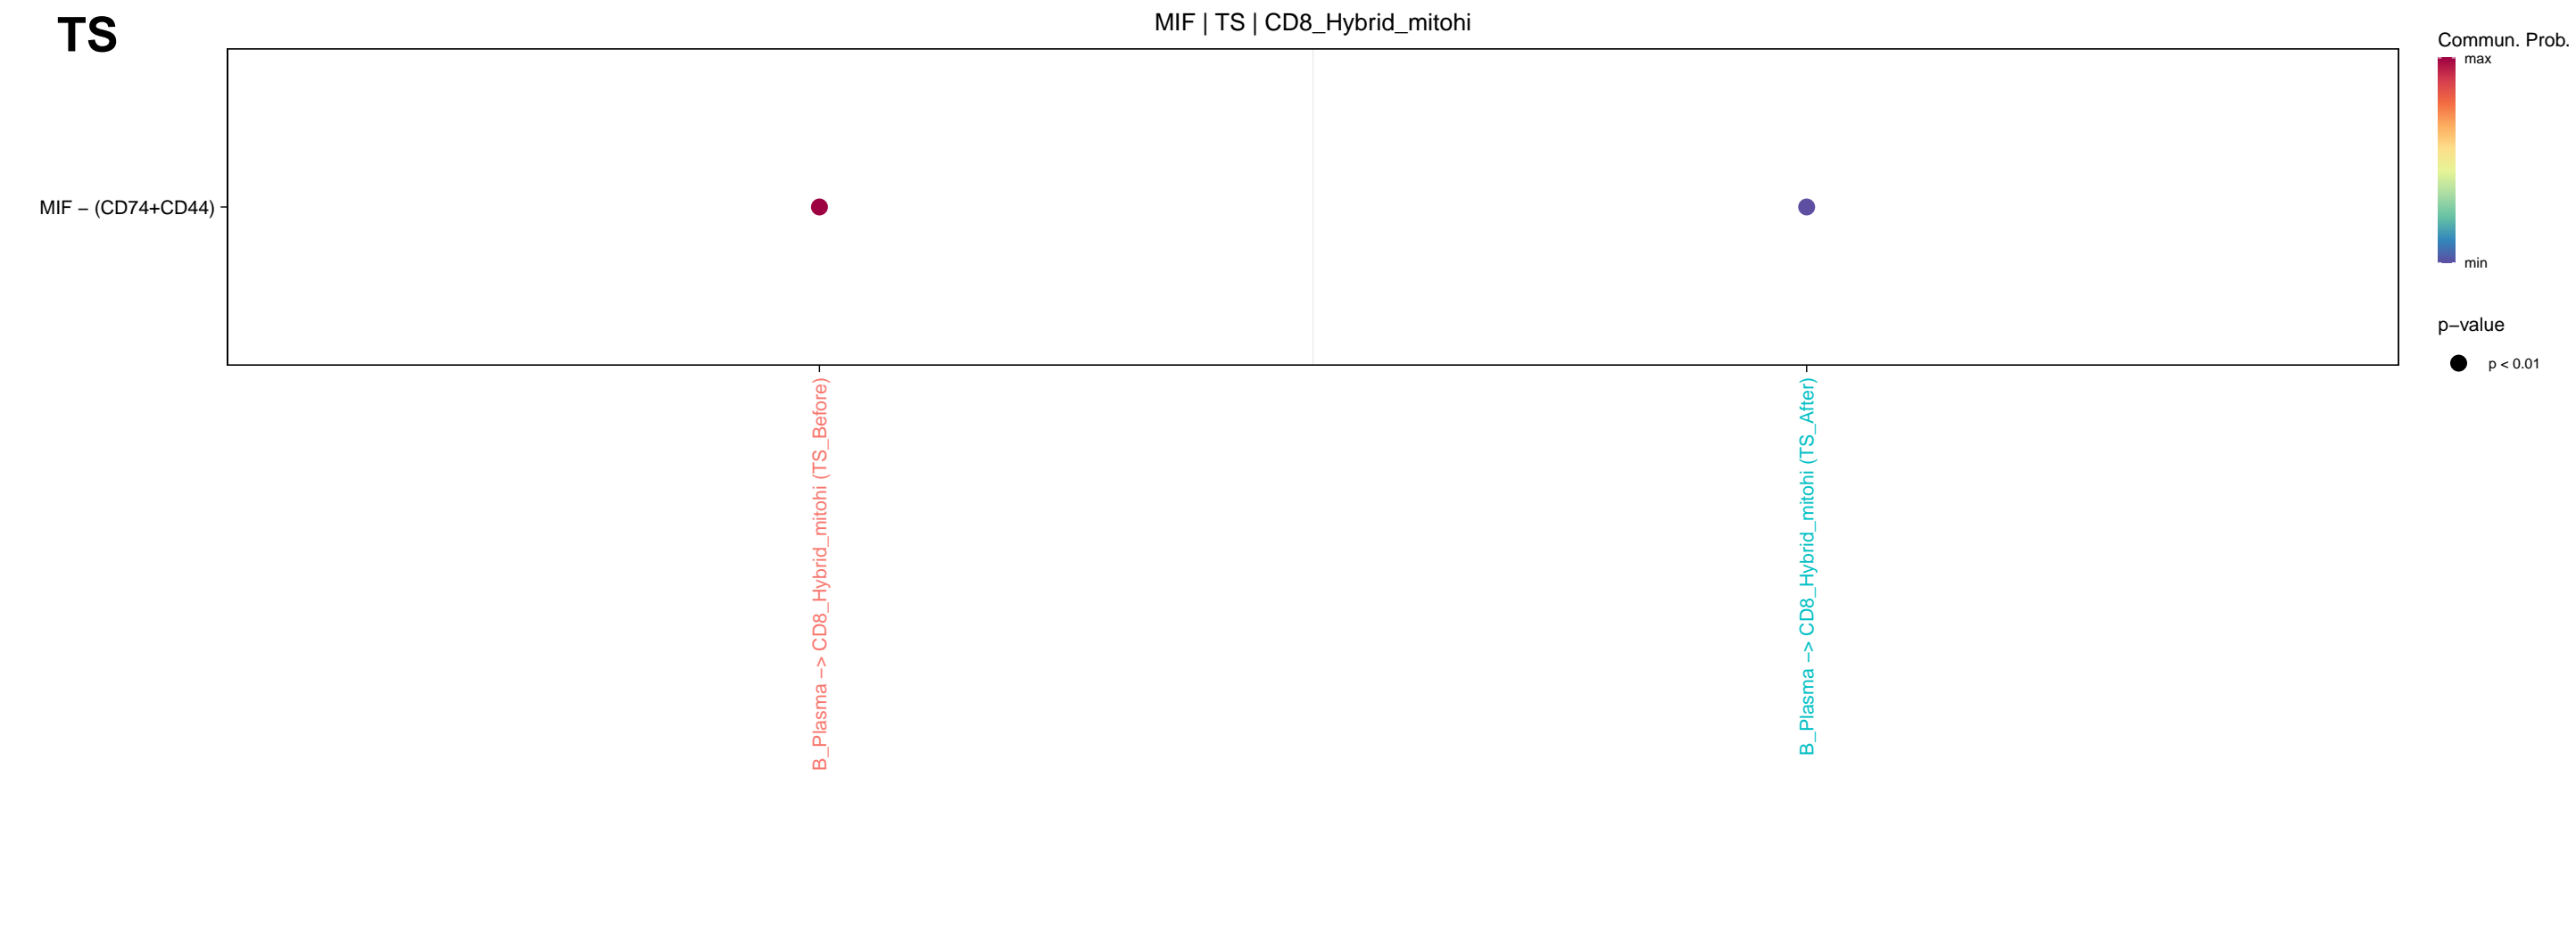 TS
MIF | TS | CD8_Hybrid_mitohi
MIF − (CD74+CD44)
B_Plasma −> CD8_Hybrid_mitohi (TS_Before)
B_Plasma −> CD8_Hybrid_mitohi (TS_After)
Commun. Prob.
max
min
p−value
p < 0.01